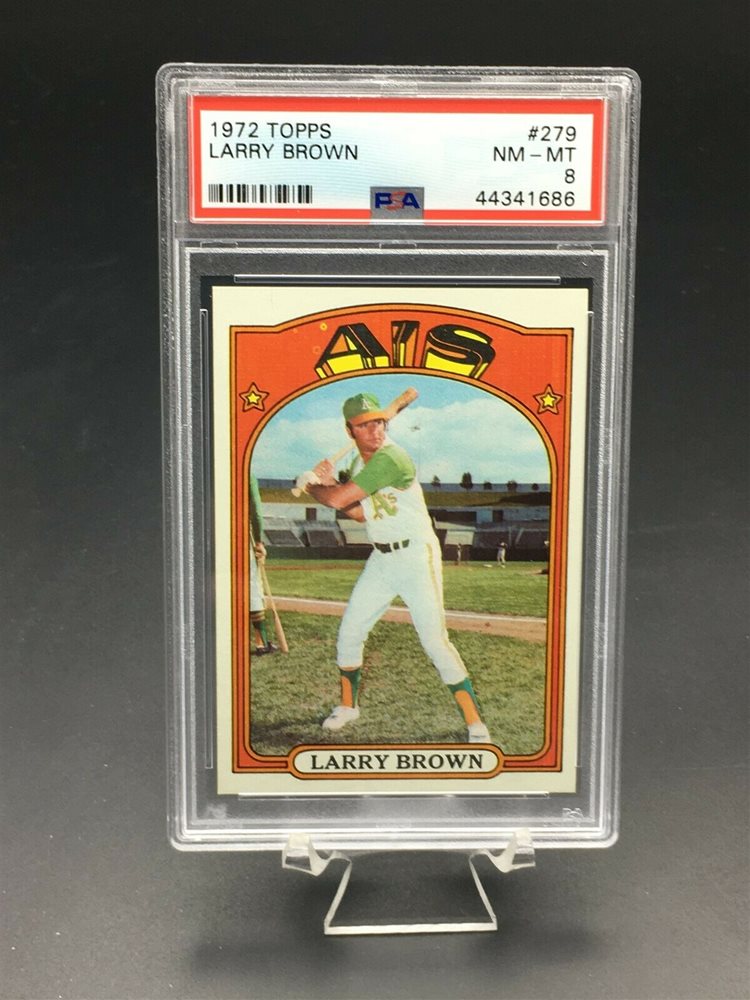 1972 TOPPS #279
LARRY BROWN NM - MT
8
PSA 44341686
A'S
A
A's
LARRY BROWN